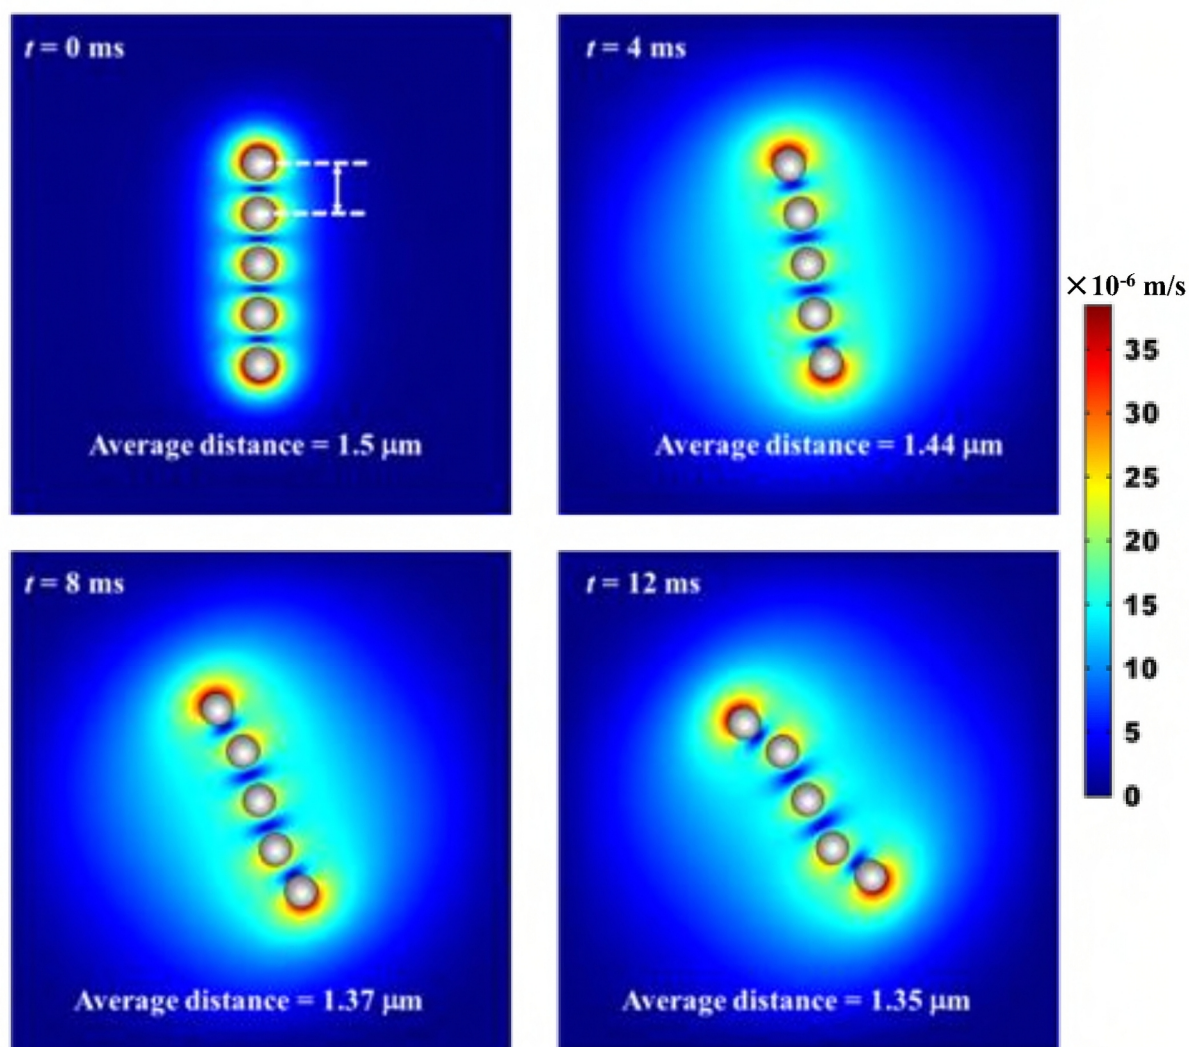 t = 0 ms
t = 4 ms
Average distance = 1.5 μm
Average distance = 1.44 μm
×10⁻⁶ m/s
35
30
25
20
15
10
5
0
t = 8 ms
t = 12 ms
Average distance = 1.37 μm
Average distance = 1.35 μm